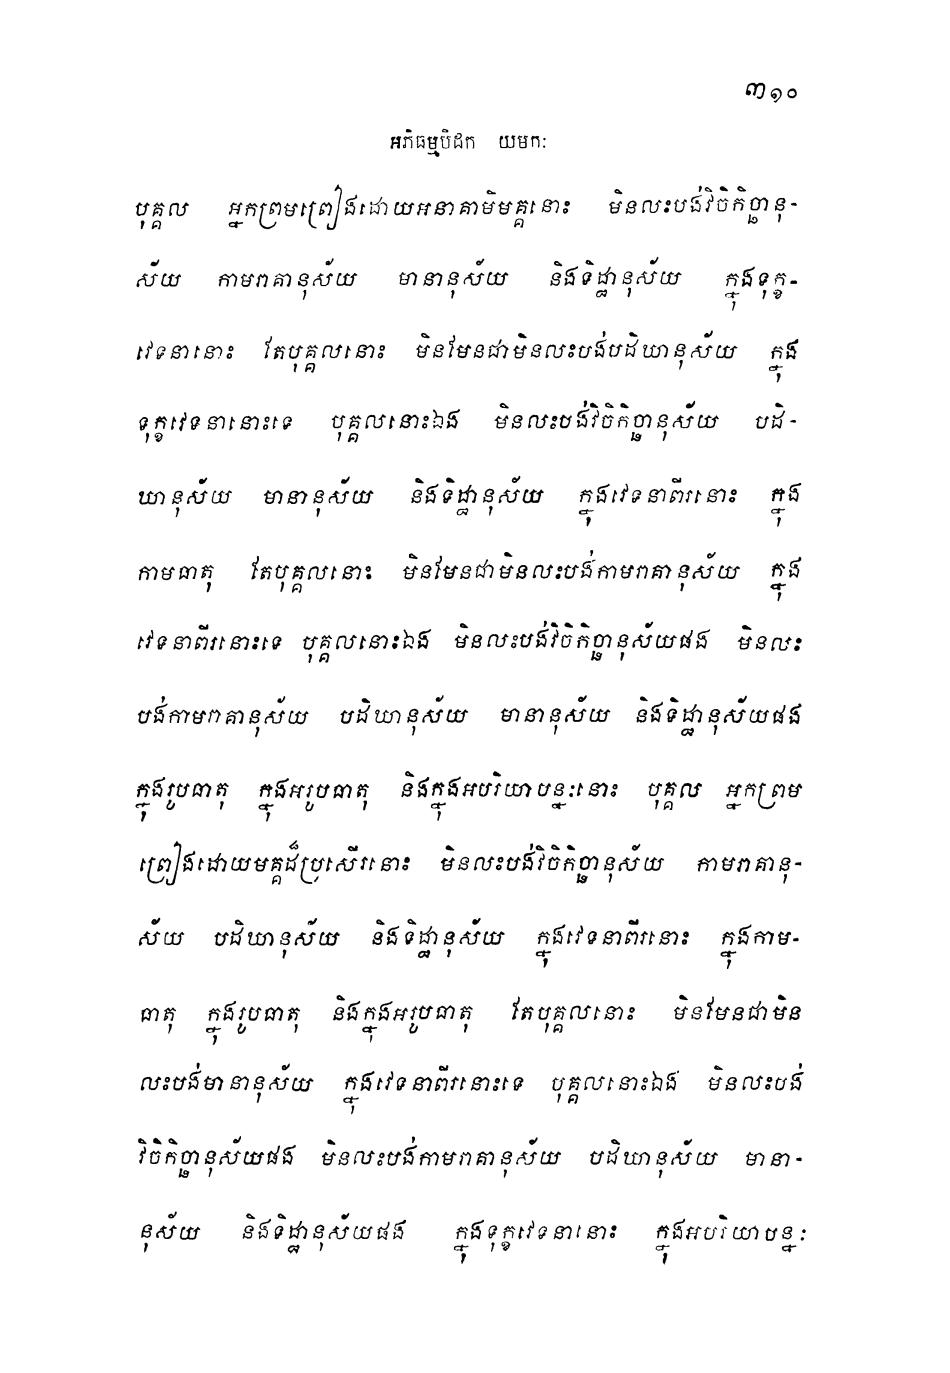 ៣១០
អភិធម្មបិដក យមកៈ
បុគ្គល អ្នកព្រមព្រៀងដោយអនាគាមិមគ្គនោះ មិនលះបង់វិចិកិច្ឆានុ-
ស័យ កាមរាគានុស័យ មានានុស័យ និងទិដ្ឋានុស័យ ក្នុងទុក្ខ-
វេទនានោះ តែបុគ្គលនោះ មិនមែនជាមិនលះបង់បដិឃានុស័យ ក្នុង
ទុក្ខវេទនានោះទេ បុគ្គលនោះឯង មិនលះបង់វិចិកិច្ឆានុស័យ បដិ-
ឃានុស័យ មានានុស័យ និងទិដ្ឋានុស័យ ក្នុងវេទនាពីរនោះ ក្នុង
កាមធាតុ តែបុគ្គលនោះ មិនមែនជាមិនលះបង់កាមរាគានុស័យ ក្នុង
វេទនាពីរនោះទេ បុគ្គលនោះឯង មិនលះបង់វិចិកិច្ឆានុស័យផង មិនលះ
បង់កាមរាគានុស័យ បដិឃានុស័យ មានានុស័យ និងទិដ្ឋានុស័យផង
ក្នុងរូបធាតុ ក្នុងអរូបធាតុ និងក្នុងអបរិយាបន្នៈនោះ បុគ្គល អ្នកព្រម
ព្រៀងដោយមគ្គដ៏ប្រសើរនោះ មិនលះបង់វិចិកិច្ឆានុស័យ កាមរាគានុ-
ស័យ បដិឃានុស័យ និងទិដ្ឋានុស័យ ក្នុងវេទនាពីរនោះ ក្នុងកាម-
ធាតុ ក្នុងរូបធាតុ និងក្នុងអរូបធាតុ តែបុគ្គលនោះ មិនមែនជាមិន
លះបង់មានានុស័យ ក្នុងវេទនាពីរនោះទេ បុគ្គលនោះឯង មិនលះបង់
វិចិកិច្ឆានុស័យផង មិនលះបង់កាមរាគានុស័យ បដិឃានុស័យ មានា-
នុស័យ និងទិដ្ឋានុស័យផង ក្នុងទុក្ខវេទនានោះ ក្នុងអបរិយាបន្នៈ